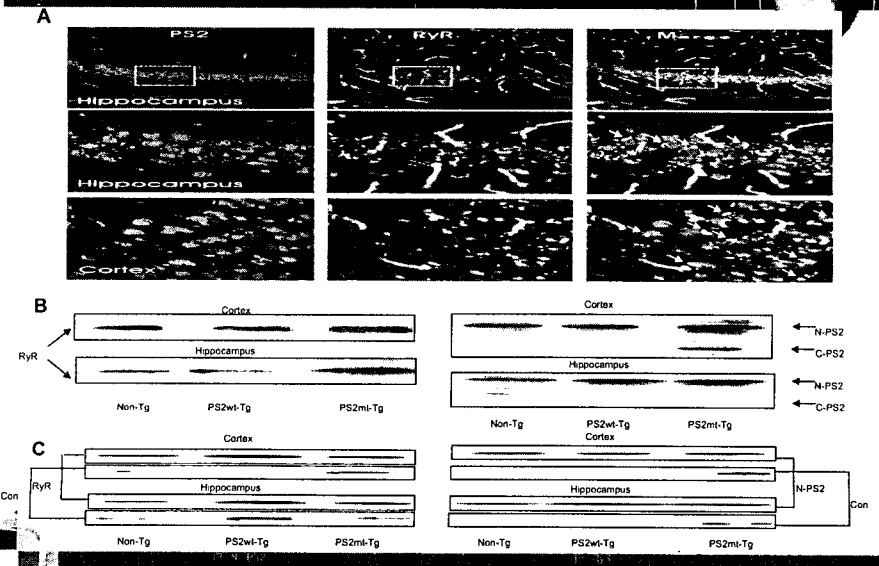 A
PS2
RyR
Hippocampus
Hippocampus
Cortex
B
Cortex
Cortex
RyR
N-PS2
C-PS2
Hippocampus
Hippocampus
N-PS2
C-PS2
Non-Tg PS2wt-Tg PS2mt-Tg
Non-Tg PS2wt-Tg PS2mt-Tg
C
Cortex
Cortex
Con RyR
N-PS2 Con
Hippocampus
Hippocampus
Non-Tg PS2wt-Tg PS2mt-Tg
Non-Tg PS2wt-Tg PS2mt-Tg